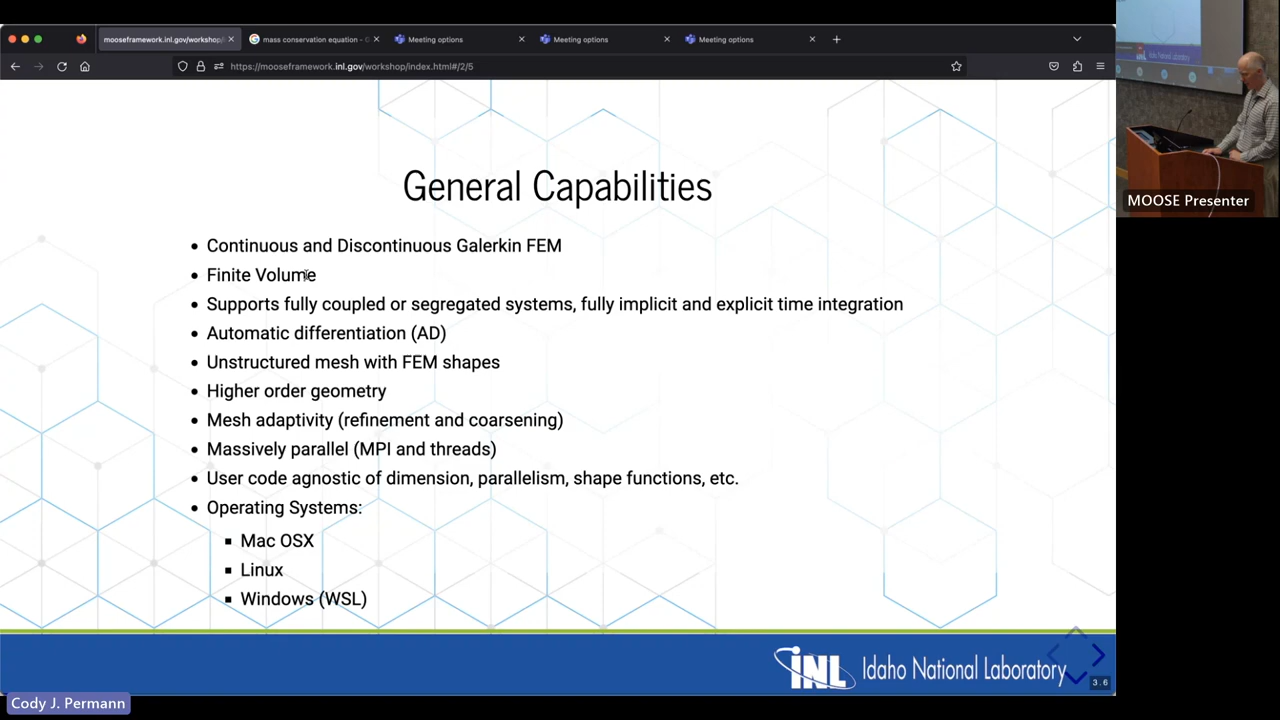 mooseframework.inl.gov/workshop/
mass conservation equation - G
Meeting options
Meeting options
Meeting options
https://mooseframework.inl.gov/workshop/index.html#/2/5
General Capabilities
Continuous and Discontinuous Galerkin FEM
Finite Volume
Supports fully coupled or segregated systems, fully implicit and explicit time integration
Automatic differentiation (AD)
Unstructured mesh with FEM shapes
Higher order geometry
Mesh adaptivity (refinement and coarsening)
Massively parallel (MPI and threads)
User code agnostic of dimension, parallelism, shape functions, etc.
Operating Systems:
Mac OSX
Linux
Windows (WSL)
INL Idaho National Laboratory
3.6
MOOSE Presenter
Cody J. Permann